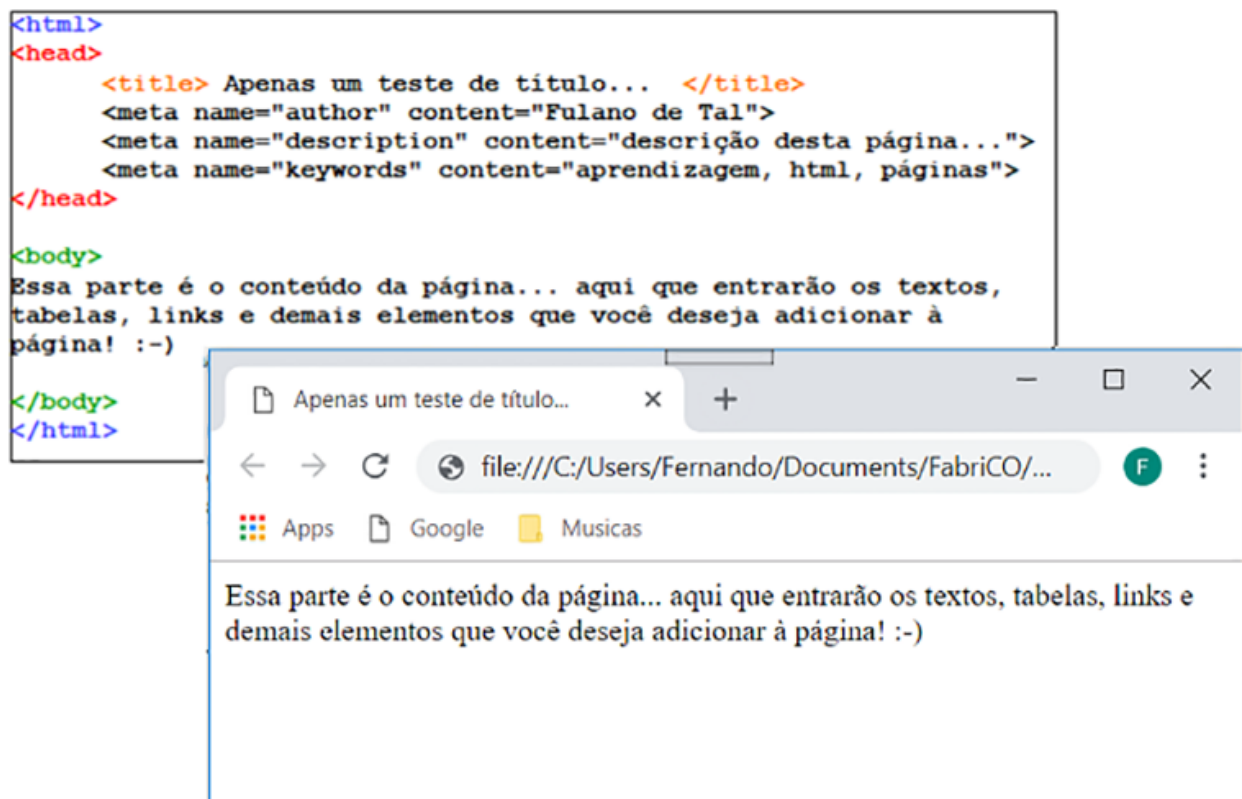 <html>
<head>
<title> Apenas um teste de título...  </title>
<meta name="author" content="Fulano de Tal">
<meta name="description" content="descrição desta página...">
<meta name="keywords" content="aprendizagem, html, páginas">
</head>
<body>
Essa parte é o conteúdo da página... aqui que entrarão os textos,
tabelas, links e demais elementos que você deseja adicionar à
página! :-)
</body>
</html>
Apenas um teste de título...
file:///C:/Users/Fernando/Documents/FabriCO/...
F
Apps Google Musicas
Essa parte é o conteúdo da página... aqui que entrarão os textos, tabelas, links e
demais elementos que você deseja adicionar à página! :-)